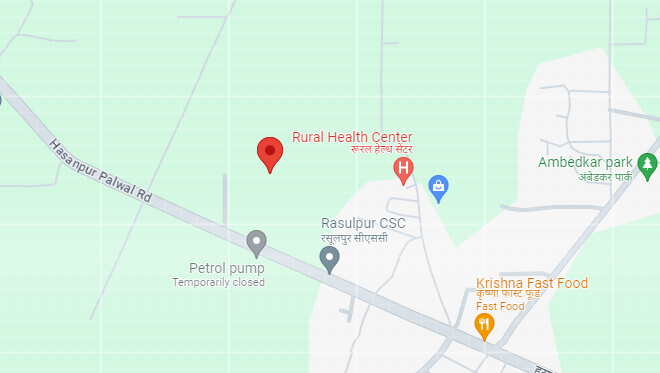 Rural Health Center
रूरल हेल्थ सेंटर
H
Hasanpur Palwal Rd
Ambedkar park
अंबेडकर पार्क
Rasulpur CSC
रसूलपुर सीएससी
Petrol pump
Temporarily closed
Krishna Fast Food
कृष्णा फास्ट फूड
Fast Food